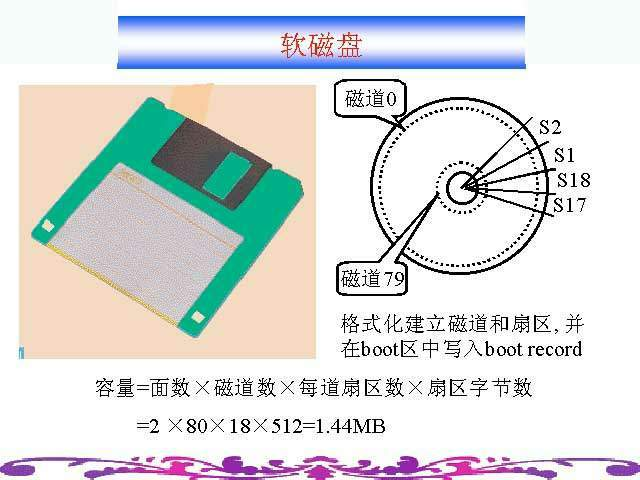 软磁盘
磁道0
S2
S1
S18
S17
磁道79
格式化建立磁道和扇区,并
在boot区中写入boot record
容量=面数×磁道数×每道扇区数×扇区字节数
=2 ×80×18×512=1.44MB